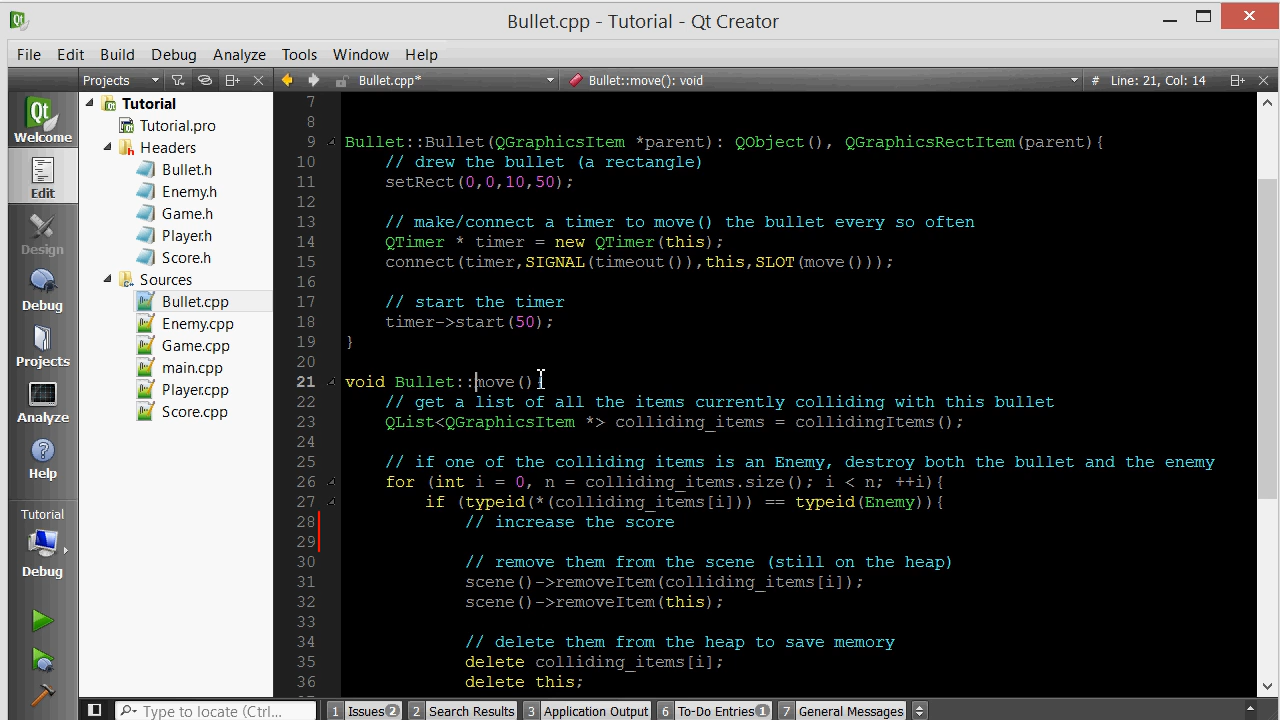 Bullet.cpp - Tutorial - Qt Creator
File Edit Build Debug Analyze Tools Window Help
Projects Bullet.cpp* Bullet::move(): void # Line: 21, Col: 14
Qt
Welcome
Edit
Design
Debug
Projects
Analyze
Help
Tutorial
Debug
Tutorial
Tutorial.pro
Headers
Bullet.h
Enemy.h
Game.h
Player.h
Score.h
Sources
Bullet.cpp
Enemy.cpp
Game.cpp
main.cpp
Player.cpp
Score.cpp
7
8
9 Bullet::Bullet(QGraphicsItem *parent): QObject(), QGraphicsRectItem(parent){
10 // drew the bullet (a rectangle)
11 setRect(0,0,10,50);
12
13 // make/connect a timer to move() the bullet every so often
14 QTimer * timer = new QTimer(this);
15 connect(timer,SIGNAL(timeout()),this,SLOT(move()));
16
17 // start the timer
18 timer->start(50);
19 }
20
21 void Bullet::move()
22 // get a list of all the items currently colliding with this bullet
23 QList<QGraphicsItem *> colliding_items = collidingItems();
24
25 // if one of the colliding items is an Enemy, destroy both the bullet and the enemy
26 for (int i = 0, n = colliding_items.size(); i < n; ++i){
27 if (typeid(*(colliding_items[i])) == typeid(Enemy)){
28 // increase the score
29
30 // remove them from the scene (still on the heap)
31 scene()->removeItem(colliding_items[i]);
32 scene()->removeItem(this);
33
34 // delete them from the heap to save memory
35 delete colliding_items[i];
36 delete this;
Type to locate (Ctrl... 1 Issues 2 2 Search Results 3 Application Output 6 To-Do Entries 1 7 General Messages